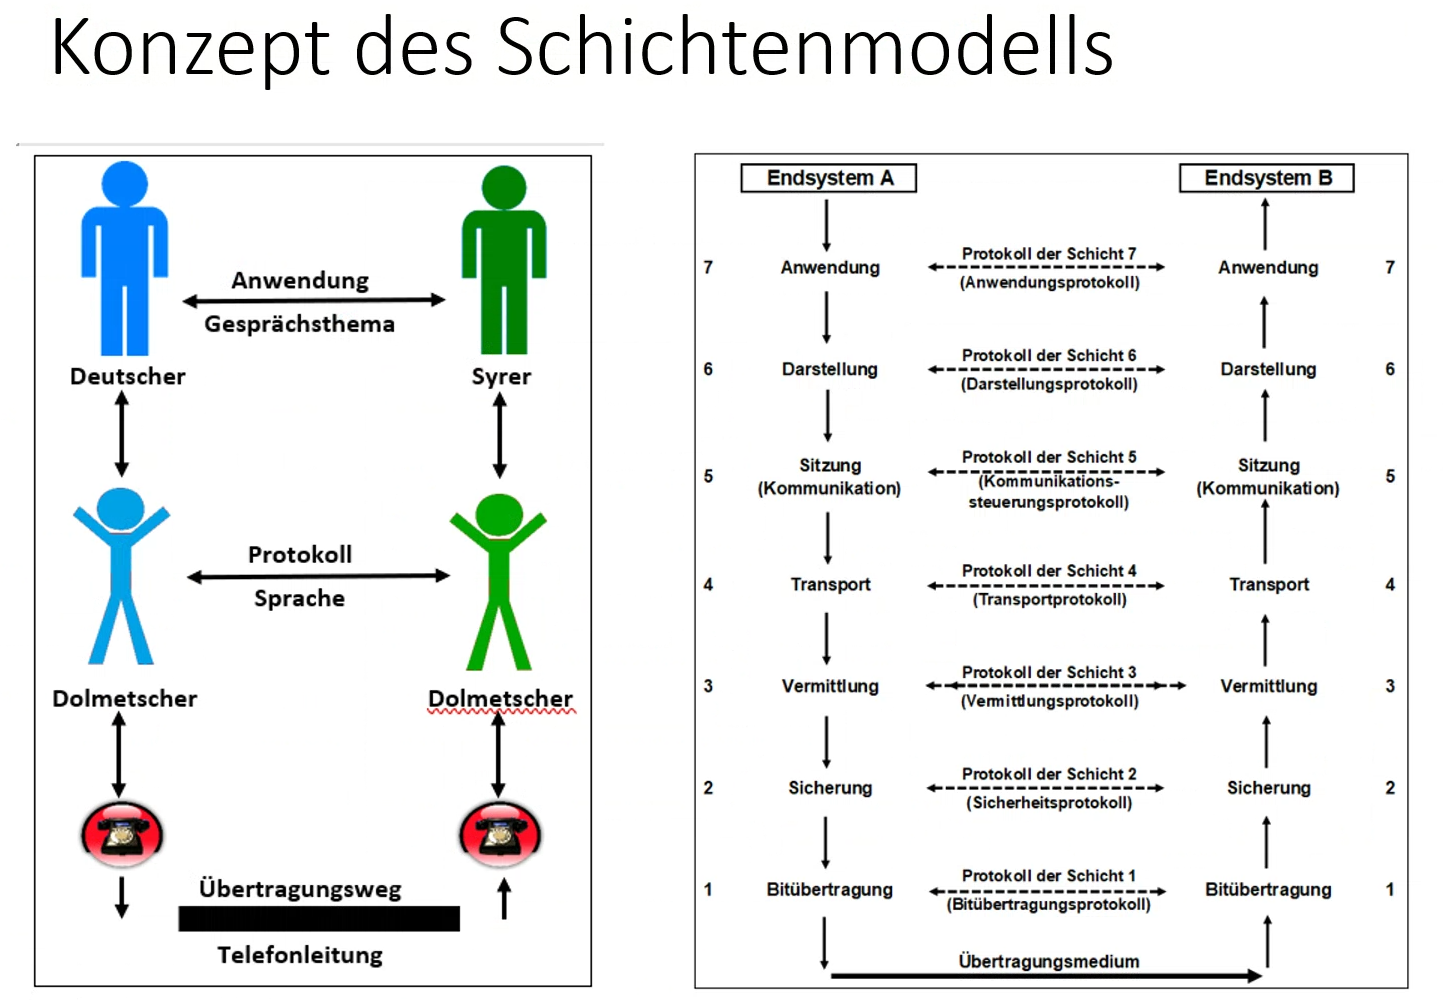 Konzept des Schichtenmodells
Anwendung
Gesprächsthema
Deutscher
Syrer
Protokoll
Sprache
Dolmetscher
Dolmetscher
Übertragungsweg
Telefonleitung
Endsystem A
Endsystem B
7
Anwendung
Protokoll der Schicht 7
(Anwendungsprotokoll)
Anwendung
7
6
Darstellung
Protokoll der Schicht 6
(Darstellungsprotokoll)
Darstellung
6
5
Sitzung
(Kommunikation)
Protokoll der Schicht 5
(Kommunikations-
steuerungsprotokoll)
Sitzung
(Kommunikation)
5
4
Transport
Protokoll der Schicht 4
(Transportprotokoll)
Transport
4
3
Vermittlung
Protokoll der Schicht 3
(Vermittlungsprotokoll)
Vermittlung
3
2
Sicherung
Protokoll der Schicht 2
(Sicherheitsprotokoll)
Sicherung
2
1
Bitübertragung
Protokoll der Schicht 1
(Bitübertragungsprotokoll)
Bitübertragung
1
Übertragungsmedium